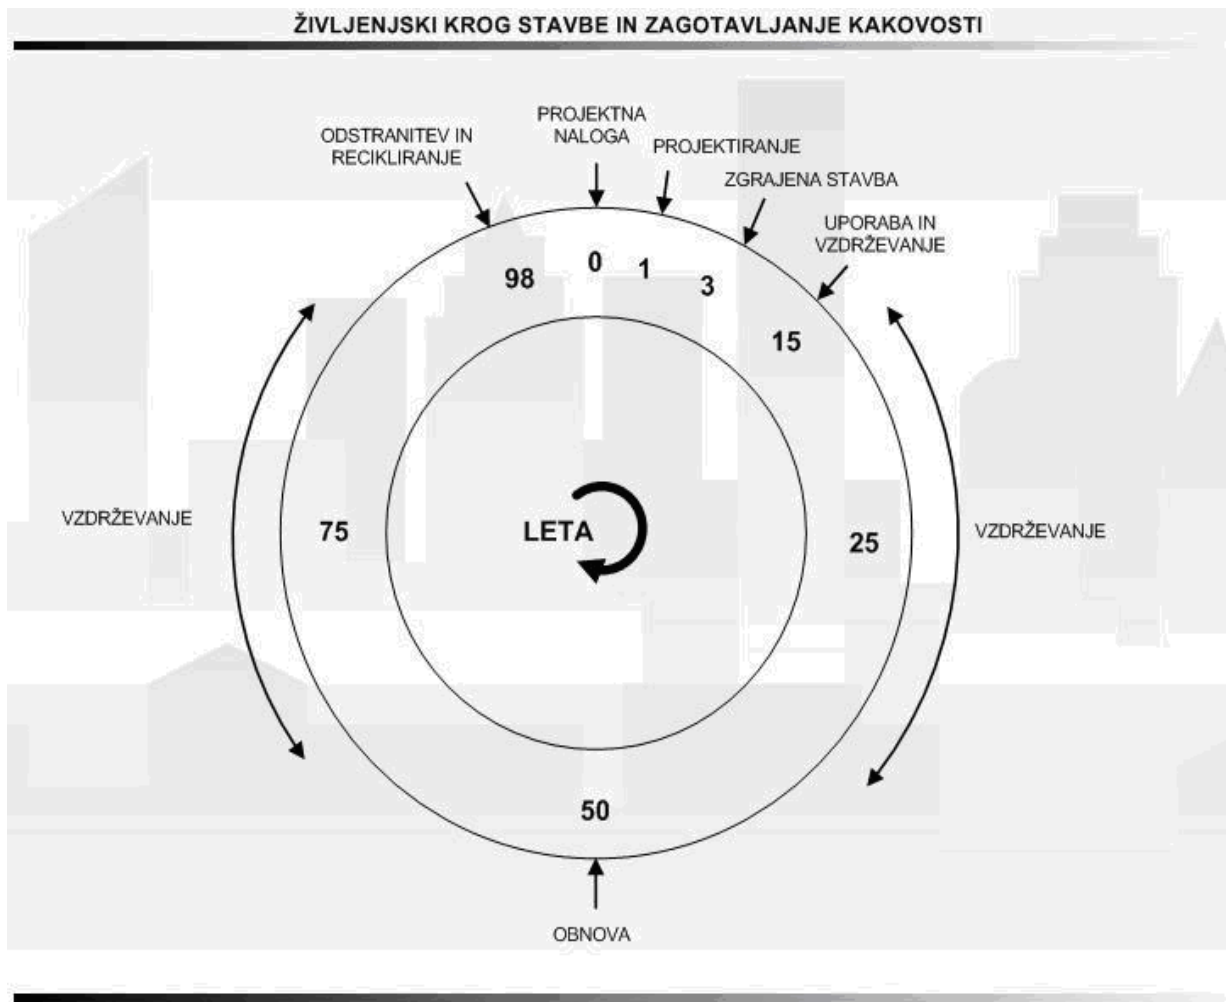 ŽIVLJENJSKI KROG STAVBE IN ZAGOTAVLJANJE KAKOVOSTI
PROJEKTNA
NALOGA
ODSTRANITEV IN
RECIKLIRANJE
PROJEKTIRANJE
ZGRAJENA STAVBA
UPORABA IN
VZDRŽEVANJE
98
0
1
3
15
VZDRŽEVANJE
75
LETA
25
VZDRŽEVANJE
50
OBNOVA